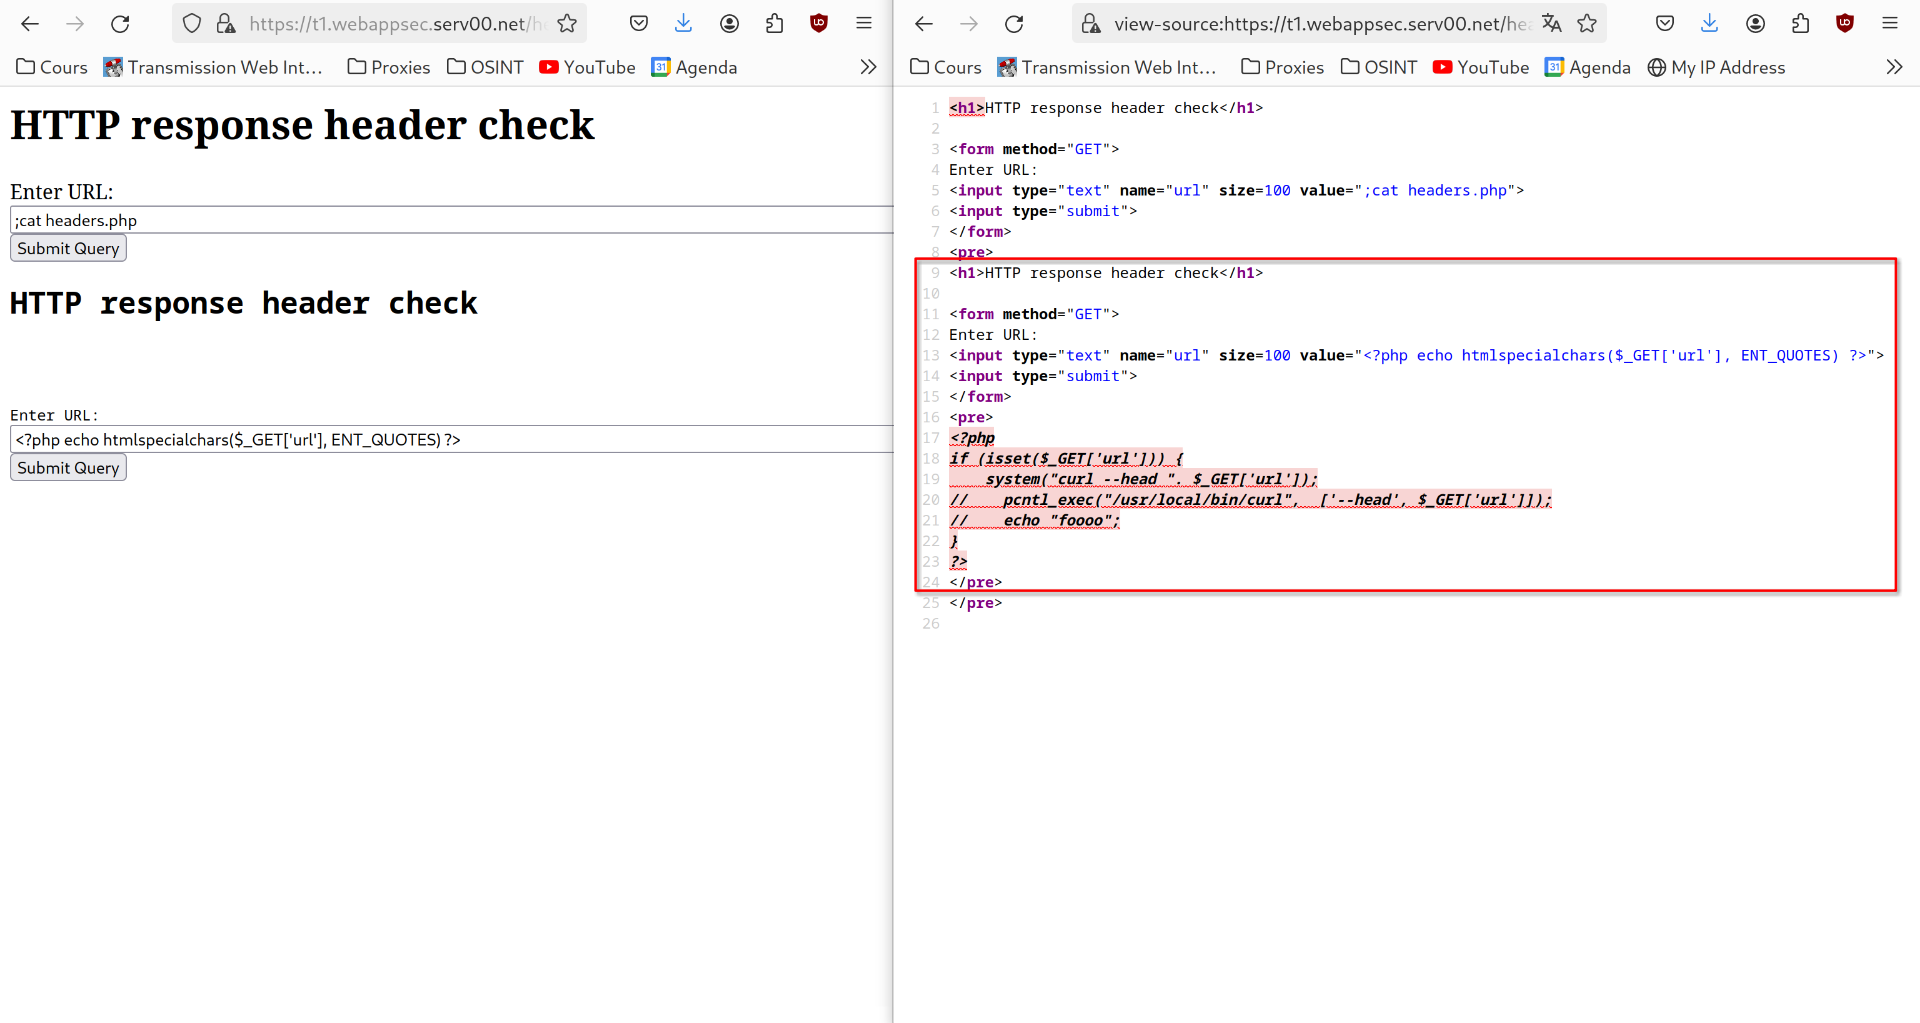 https://t1.webappsec.serv00.net/he
Cours Transmission Web Int... Proxies OSINT YouTube 31 Agenda
HTTP response header check
Enter URL:
;cat headers.php
Submit Query
HTTP response header check
Enter URL:
<?php echo htmlspecialchars($_GET['url'], ENT_QUOTES) ?>
Submit Query
view-source:https://t1.webappsec.serv00.net/hea
Cours Transmission Web Int... Proxies OSINT YouTube 31 Agenda My IP Address
1 <h1>HTTP response header check</h1>
2
3 <form method="GET">
4 Enter URL:
5 <input type="text" name="url" size=100 value=";cat headers.php">
6 <input type="submit">
7 </form>
8 <pre>
9 <h1>HTTP response header check</h1>
10
11 <form method="GET">
12 Enter URL:
13 <input type="text" name="url" size=100 value="<?php echo htmlspecialchars($_GET['url'], ENT_QUOTES) ?>">
14 <input type="submit">
15 </form>
16 <pre>
17 <?php
18 if (isset($_GET['url'])) {
19     system("curl --head ". $_GET['url']);
20 //    pcntl_exec("/usr/local/bin/curl",  ['--head', $_GET['url']]);
21 //    echo "foooo";
22 }
23 ?>
24 </pre>
25 </pre>
26